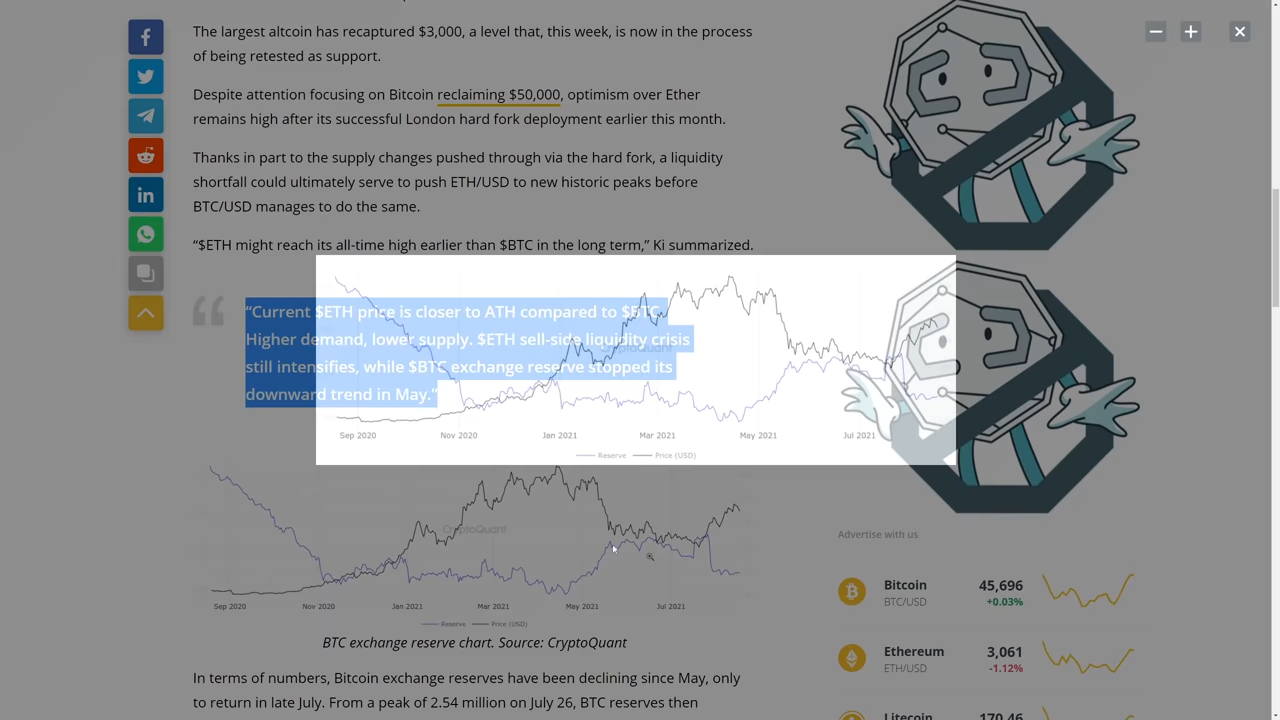 The largest altcoin has recaptured $3,000, a level that, this week, is now in the process
of being retested as support.
Despite attention focusing on Bitcoin reclaiming $50,000, optimism over Ether
remains high after its successful London hard fork deployment earlier this month.
Thanks in part to the supply changes pushed through via the hard fork, a liquidity
shortfall could ultimately serve to push ETH/USD to new historic peaks before
BTC/USD manages to do the same.
“$ETH might reach its all-time high earlier than $BTC in the long term,” Ki summarized.
“Current $ETH price is closer to ATH compared to $BTC.
Higher demand, lower supply. $ETH sell-side liquidity crisis
still intensifies, while $BTC exchange reserve stopped its
downward trend in May.”
CryptoQuant
Sep 2020 Nov 2020 Jan 2021 Mar 2021 May 2021 Jul 2021
Reserve Price (USD)
CryptoQuant
Sep 2020 Nov 2020 Jan 2021 Mar 2021 May 2021 Jul 2021
Reserve Price (USD)
BTC exchange reserve chart. Source: CryptoQuant
In terms of numbers, Bitcoin exchange reserves have been declining since May, only
to return in late July. From a peak of 2.54 million on July 26, BTC reserves then
Advertise with us
Bitcoin 45,696
BTC/USD +0.03%
Ethereum 3,061
ETH/USD -1.12%
Litecoin 170.46